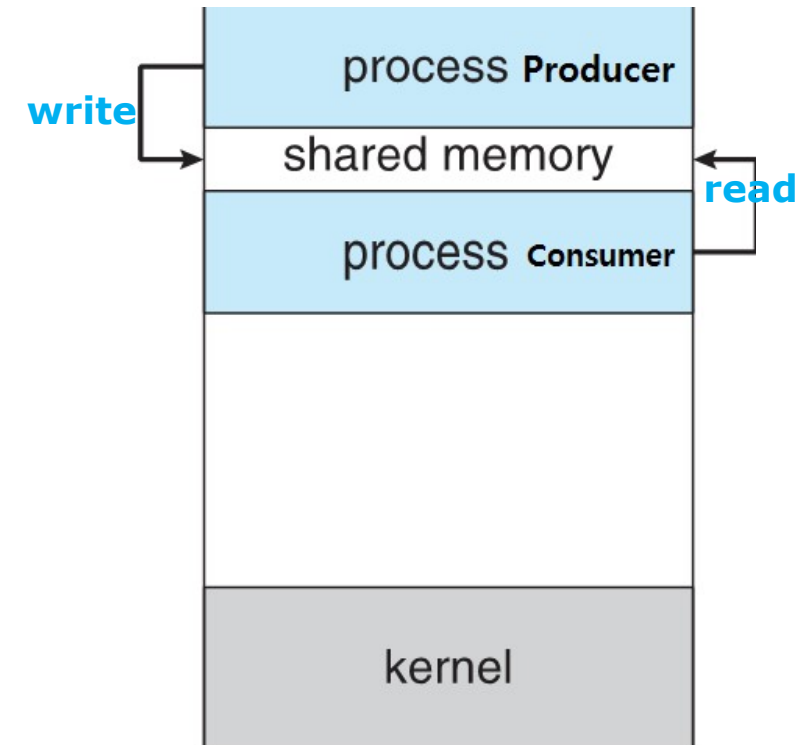 process Producer
write
shared memory
read
process Consumer
kernel